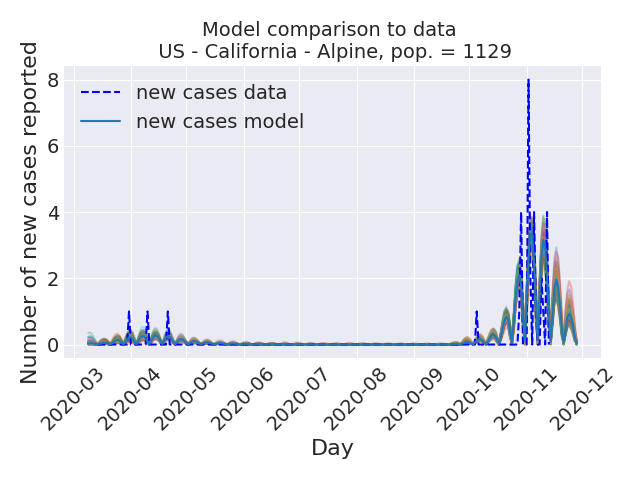 Model comparison to data
US - California - Alpine, pop. = 1129
Number of new cases reported
8
6
4
2
0
new cases data
new cases model
2020-03
2020-04
2020-05
2020-06
2020-07
2020-08
2020-09
2020-10
2020-11
2020-12
Day